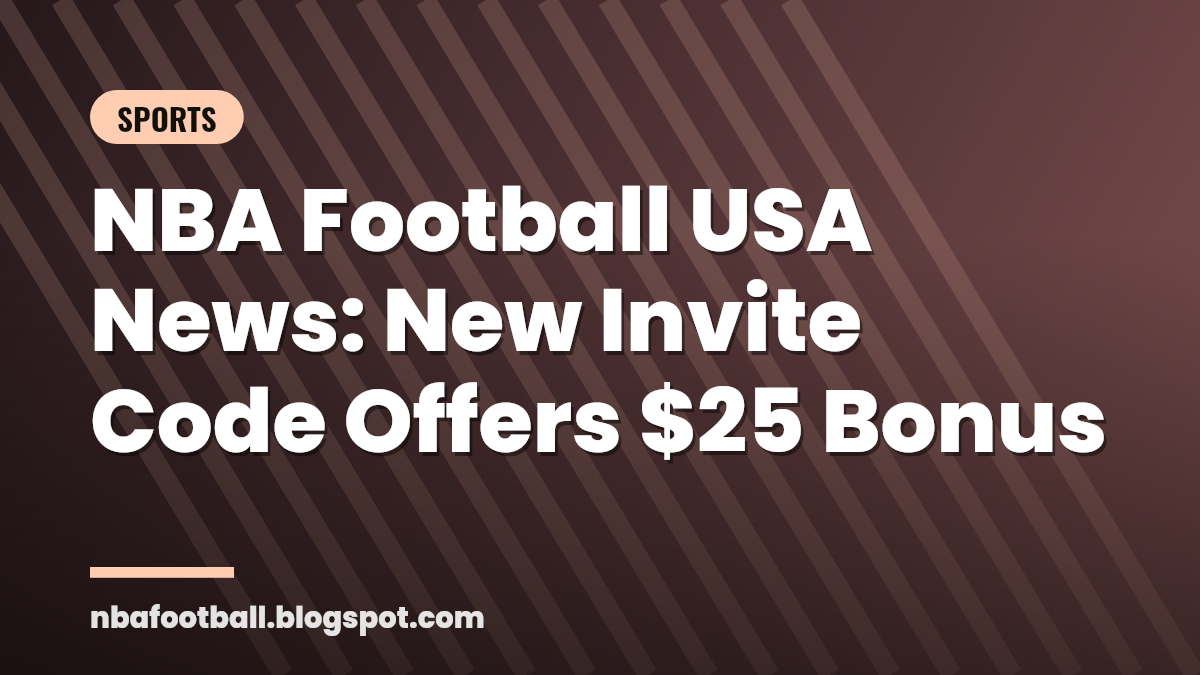 SPORTS
NBA Football USA
News: New Invite
Code Offers $25 Bonus
nbafootball.blogspot.com